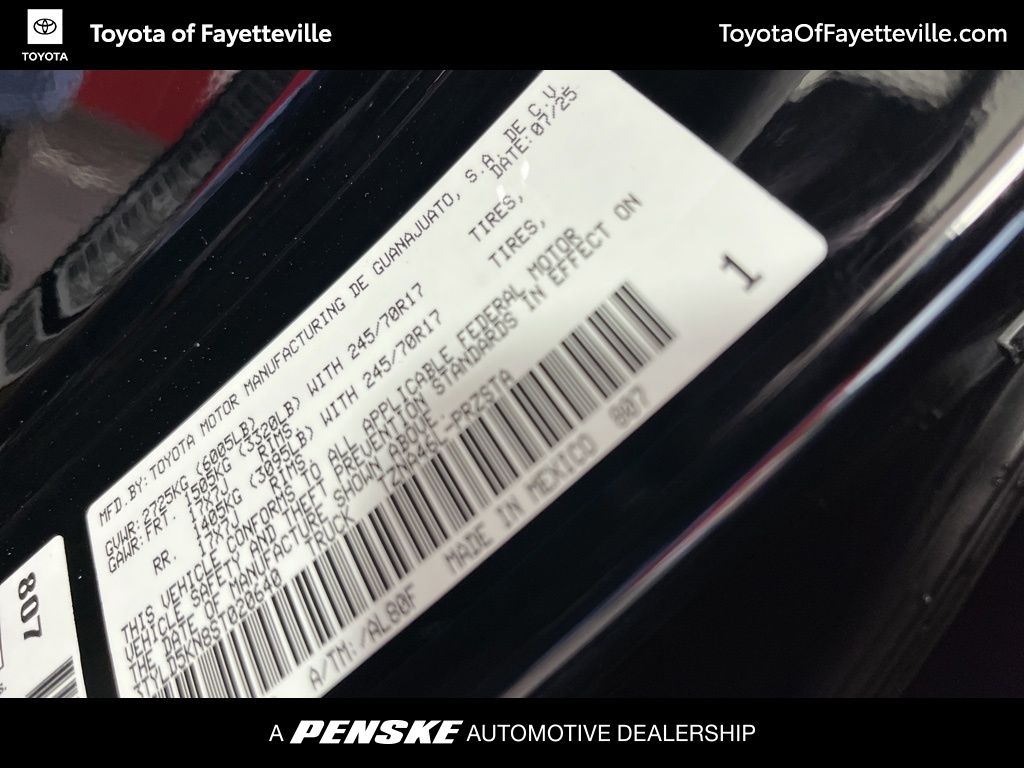 TOYOTA
Toyota of Fayetteville
ToyotaOfFayetteville.com
MFD.BY: TOYOTA MOTOR MANUFACTURING DE GUANAJUATO, S.A. DE C.V.
DATE: 07/25
GVWR: 2725KG (6005LB)
GAWR: FRT. 1505KG (3320LB) WITH 245/70R17 TIRES,
17X7J RIMS,
RR. 1405KG (3095LB) WITH 245/70R17 TIRES,
17X7J RIMS
THIS VEHICLE CONFORMS TO ALL APPLICABLE FEDERAL MOTOR
VEHICLE SAFETY AND THEFT PREVENTION STANDARDS IN EFFECT ON
THE DATE OF MANUFACTURE SHOWN ABOVE.
TRUCK
A/TM: /AL80F MADE IN MEXICO 807
1
807
A PENSKE AUTOMOTIVE DEALERSHIP